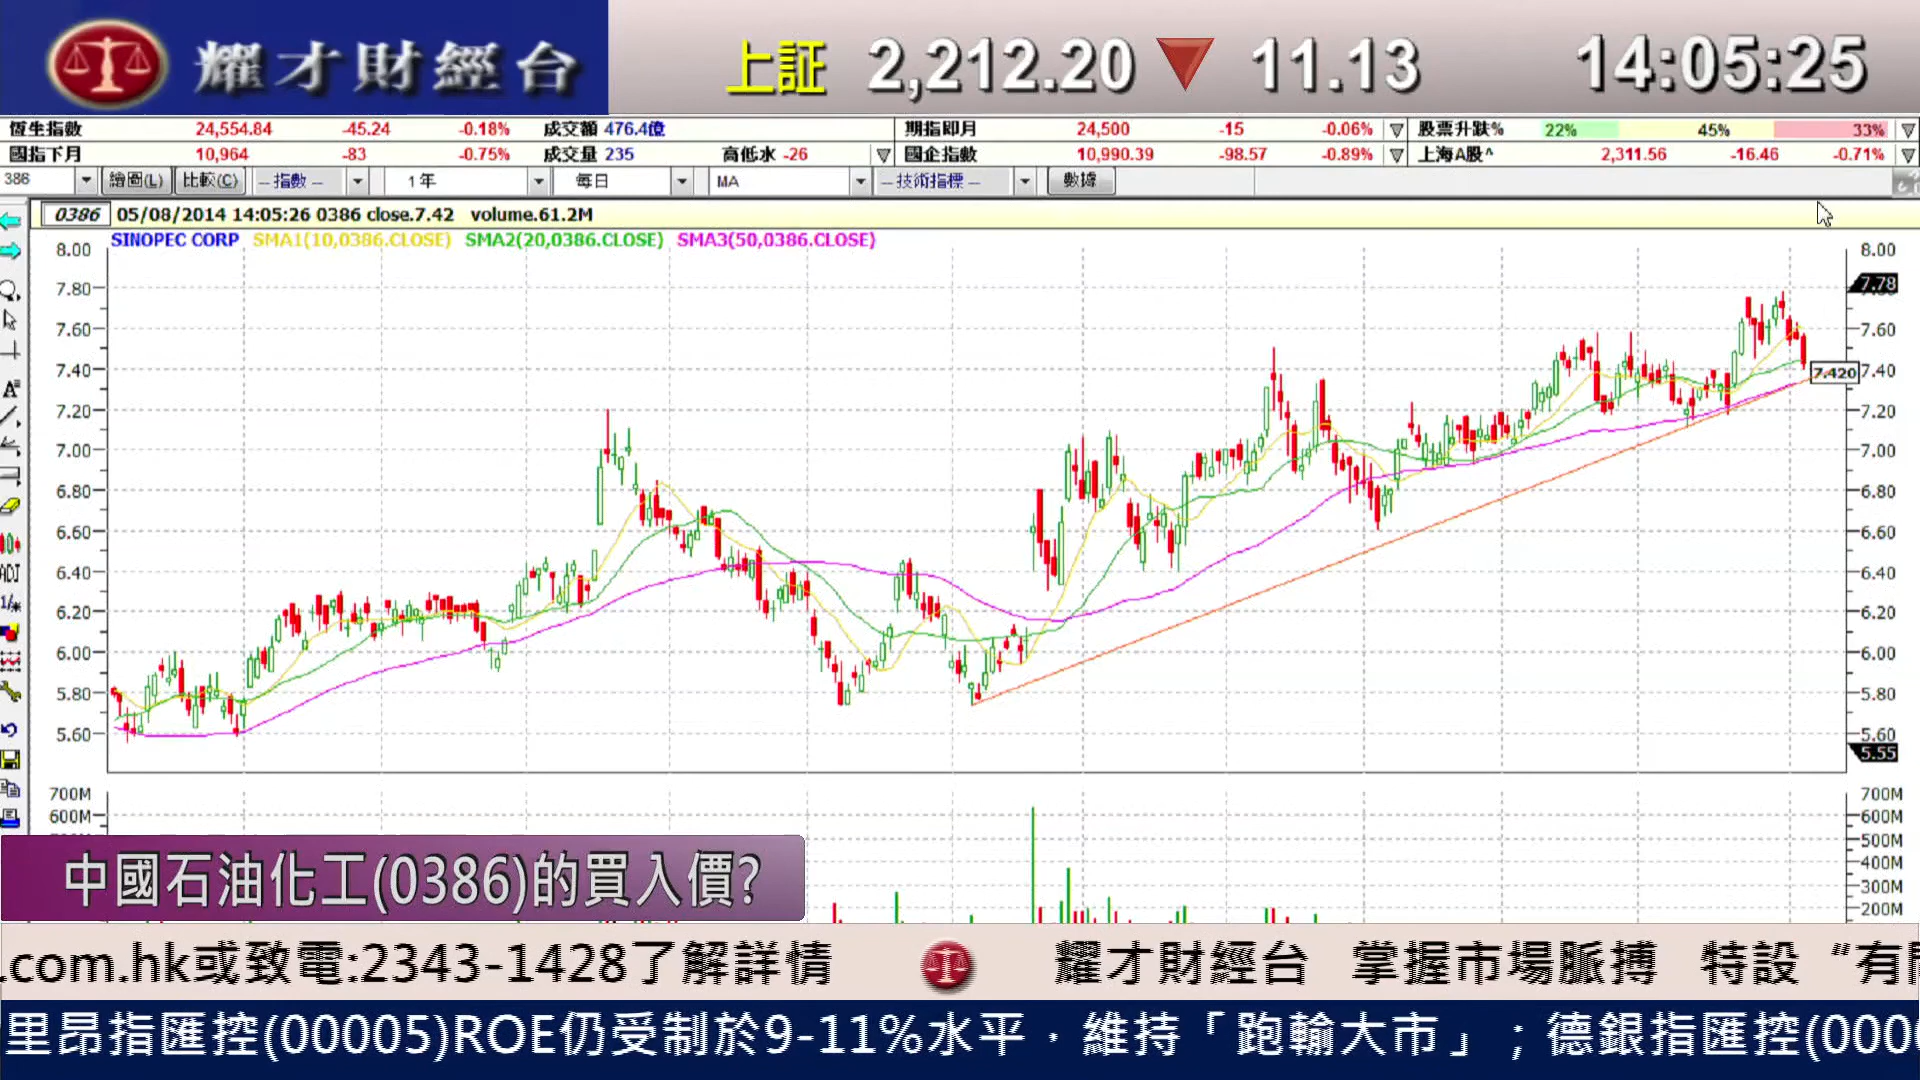 耀才財經台
上証 2,212.20 ▼ 11.13 14:05:25
恆生指數 24,554.84 -45.24 -0.18% 成交額 476.4億 期指即月 24,500 -15 -0.06% 股票升跌% 22% 45% 33%
國指下月 10,964 -83 -0.75% 成交量 235 高低水 -26 國企指數 10,990.39 -98.57 -0.89% 上海A股^ 2,311.56 -16.46 -0.71%
386 繪圖(L) 比較(C) -- 指數 -- 1 年 每日 MA -- 技術指標 -- 數據
0386 05/08/2014 14:05:26 0386 close.7.42 volume.61.2M
SINOPEC CORP SMA1(10,0386.CLOSE) SMA2(20,0386.CLOSE) SMA3(50,0386.CLOSE)
8.00 8.00
7.80 7.78
7.60 7.60
7.40 7.420 7.40
7.20 7.20
7.00 7.00
6.80 6.80
6.60 6.60
6.40 6.40
6.20 6.20
6.00 6.00
5.80 5.80
5.60 5.60
5.55
700M 700M
600M 600M
500M
400M
300M
200M
中國石油化工(0386)的買入價?
.com.hk或致電:2343-1428了解詳情 耀才財經台 掌握市場脈搏 特設“有
里昂指匯控(00005)ROE仍受制於9-11%水平，維持「跑輸大市」；德銀指匯控(000